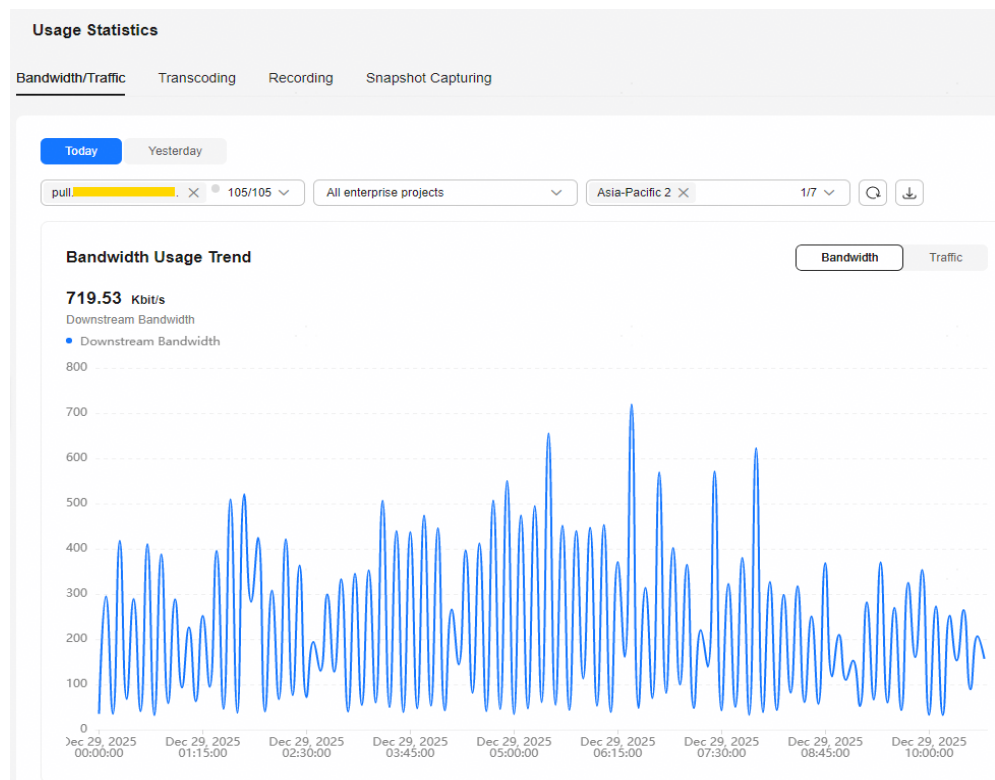 Usage Statistics
Bandwidth/Traffic Transcoding Recording Snapshot Capturing
Today Yesterday
pull. . 105/105 All enterprise projects Asia-Pacific 2 1/7
Bandwidth Usage Trend Bandwidth Traffic
719.53 Kbit/s
Downstream Bandwidth
Downstream Bandwidth
800
700
600
500
400
300
200
100
0
Dec 29, 2025 Dec 29, 2025 Dec 29, 2025 Dec 29, 2025 Dec 29, 2025 Dec 29, 2025 Dec 29, 2025 Dec 29, 2025 Dec 29, 2025
00:00:00 01:15:00 02:30:00 03:45:00 05:00:00 06:15:00 07:30:00 08:45:00 10:00:00